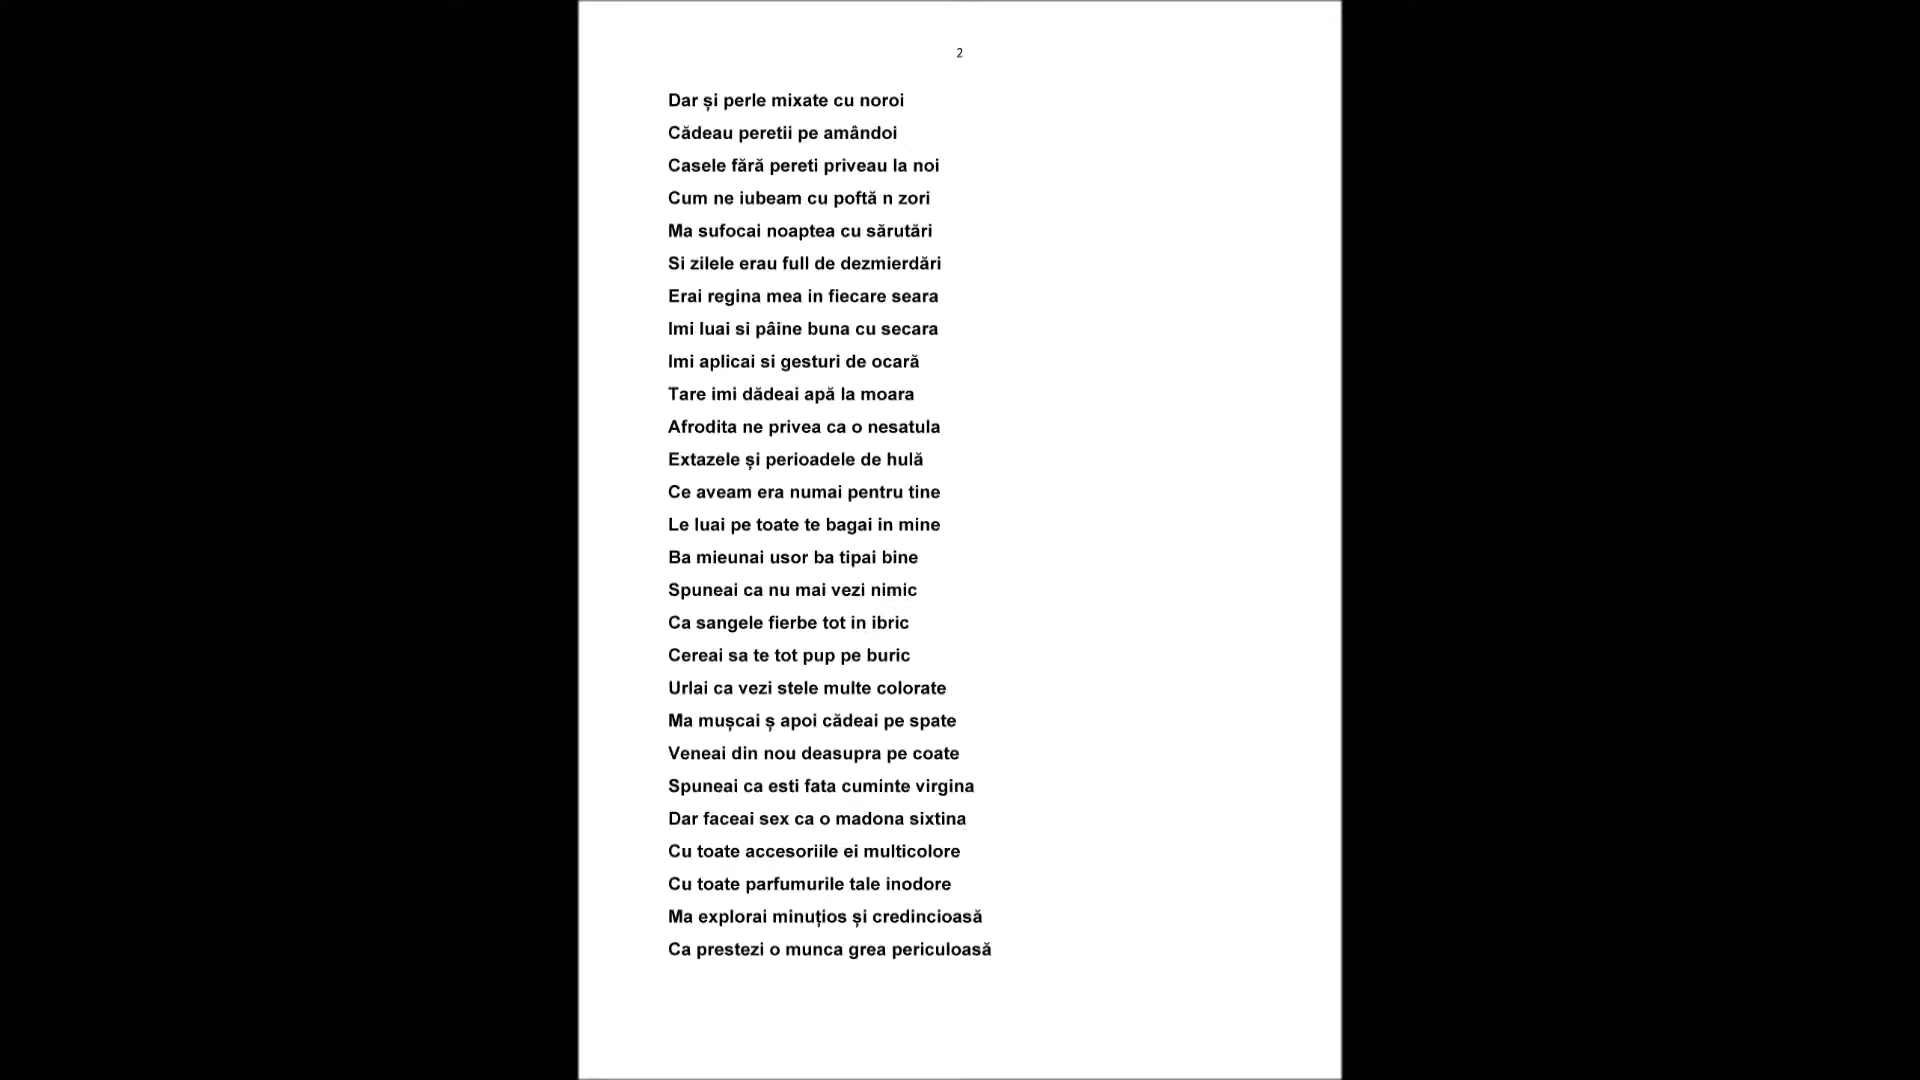 2
Dar și perle mixate cu noroi
Cădeau peretii pe amândoi
Casele fără pereti priveau la noi
Cum ne iubeam cu poftă n zori
Ma sufocai noaptea cu sărutări
Si zilele erau full de dezmierdări
Erai regina mea in fiecare seara
Imi luai si pâine buna cu secara
Imi aplicai si gesturi de ocară
Tare imi dădeai apă la moara
Afrodita ne privea ca o nesatula
Extazele și perioadele de hulă
Ce aveam era numai pentru tine
Le luai pe toate te bagai in mine
Ba mieunai usor ba tipai bine
Spuneai ca nu mai vezi nimic
Ca sangele fierbe tot in ibric
Cereai sa te tot pup pe buric
Urlai ca vezi stele multe colorate
Ma mușcai ș apoi cădeai pe spate
Veneai din nou deasupra pe coate
Spuneai ca esti fata cuminte virgina
Dar faceai sex ca o madona sixtina
Cu toate accesoriile ei multicolore
Cu toate parfumurile tale inodore
Ma explorai minuțios și credincioasă
Ca prestezi o munca grea periculoasă